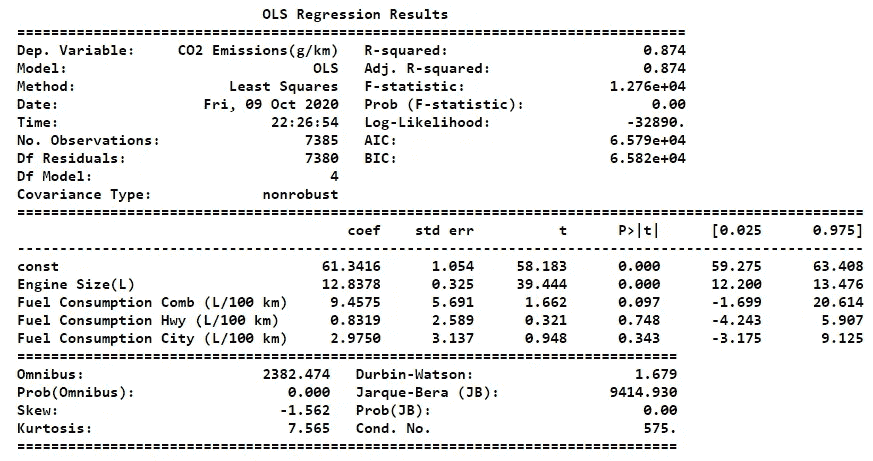 OLS Regression Results
==============================================================================
Dep. Variable: CO2 Emissions(g/km) R-squared: 0.874
Model: OLS Adj. R-squared: 0.874
Method: Least Squares F-statistic: 1.276e+04
Date: Fri, 09 Oct 2020 Prob (F-statistic): 0.00
Time: 22:26:54 Log-Likelihood: -32890.
No. Observations: 7385 AIC: 6.579e+04
Df Residuals: 7380 BIC: 6.582e+04
Df Model: 4
Covariance Type: nonrobust
====================================================================================================
coef std err t P>|t| [0.025 0.975]
----------------------------------------------------------------------------------------------------
const 61.3416 1.054 58.183 0.000 59.275 63.408
Engine Size(L) 12.8378 0.325 39.444 0.000 12.200 13.476
Fuel Consumption Comb (L/100 km) 9.4575 5.691 1.662 0.097 -1.699 20.614
Fuel Consumption Hwy (L/100 km) 0.8319 2.589 0.321 0.748 -4.243 5.907
Fuel Consumption City (L/100 km) 2.9750 3.137 0.948 0.343 -3.175 9.125
==============================================================================
Omnibus: 2382.474 Durbin-Watson: 1.679
Prob(Omnibus): 0.000 Jarque-Bera (JB): 9414.930
Skew: -1.562 Prob(JB): 0.00
Kurtosis: 7.565 Cond. No. 575.
==============================================================================